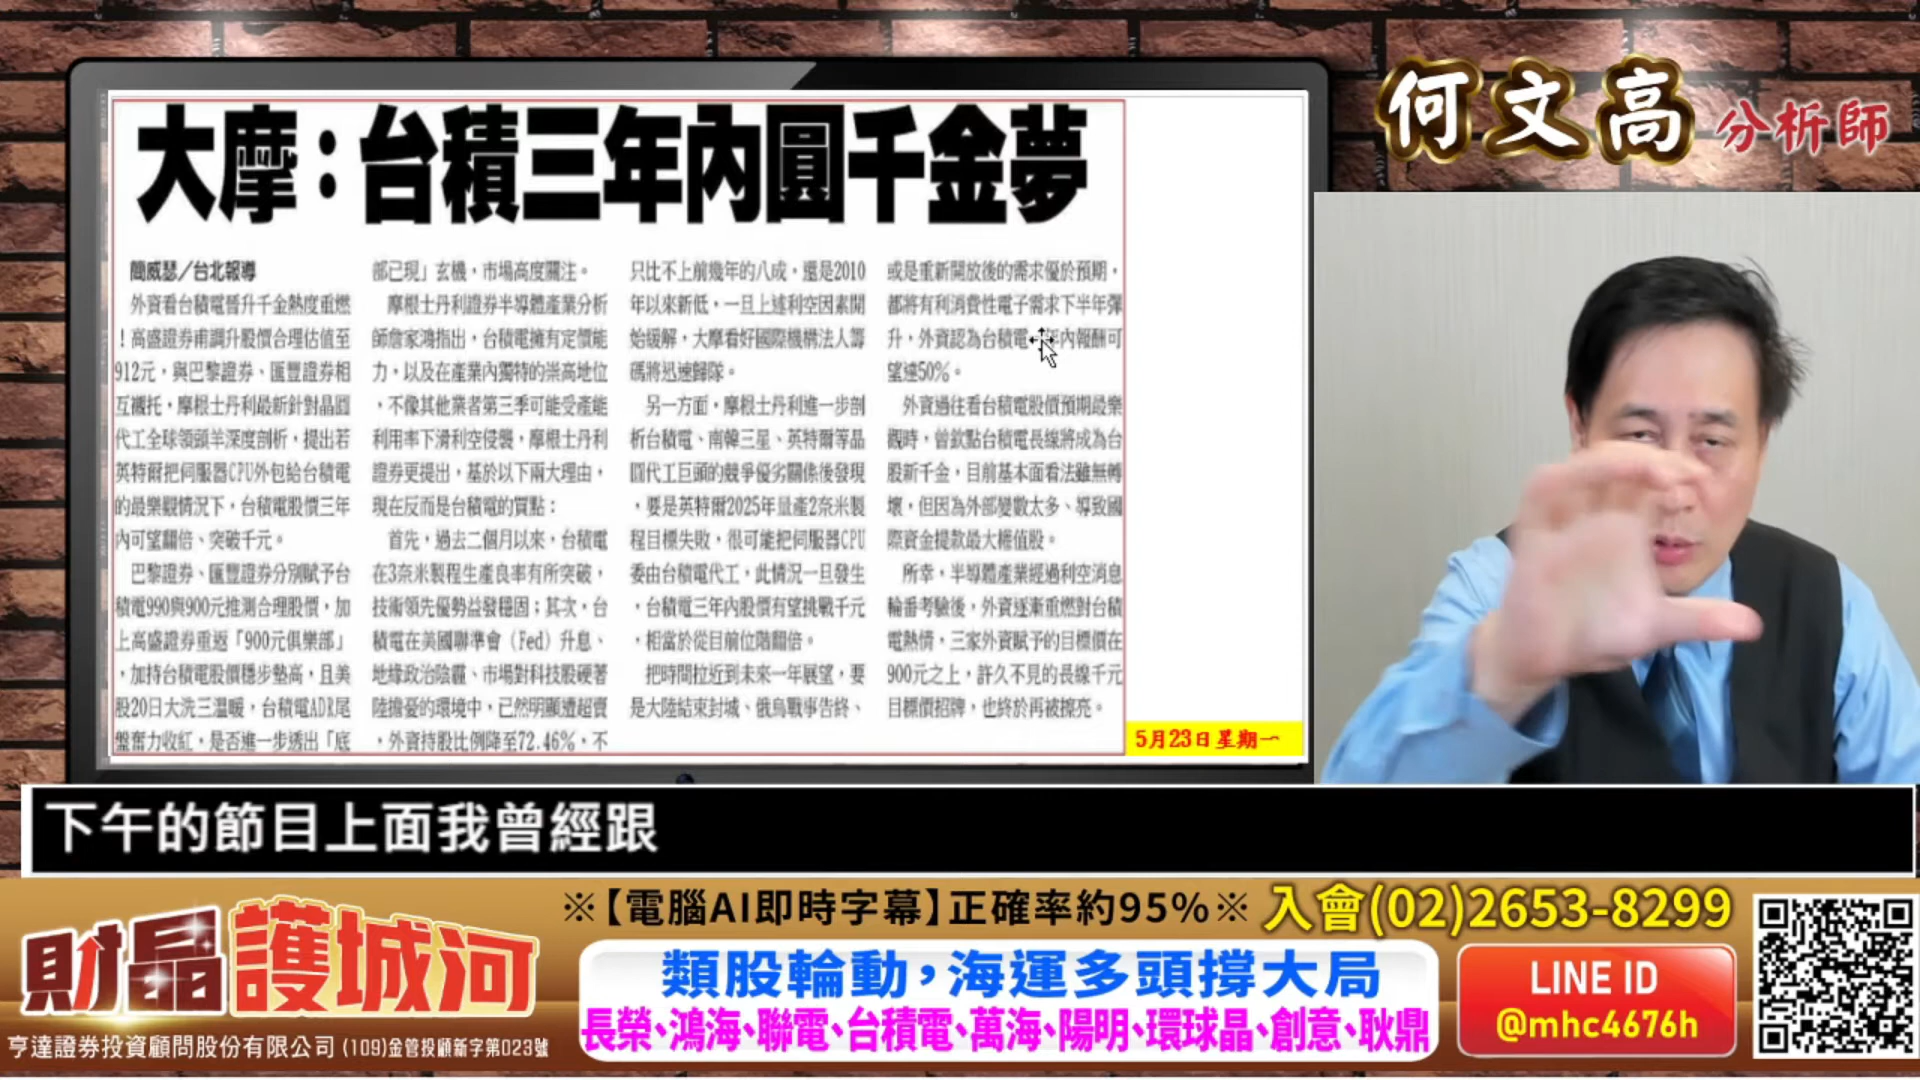 大摩：台積三年內圓千金夢
何文高 分析師
簡威瑟／台北報導
外資看台積電晉升千金熱度重燃
！高盛證券甫調升股價合理估值至
912元，與巴黎證券、匯豐證券相
互襯托，摩根士丹利最新針對晶圓
代工全球領頭羊深度剖析，提出若
英特爾把伺服器CPU外包給台積電
的最樂觀情況下，台積電股價三年
內可望翻倍、突破千元。
巴黎證券、匯豐證券分別賦予台
積電990與900元推測合理股價，加
上高盛證券重返「900元俱樂部」
，加持台積電股價穩步墊高，且美
股20日大洗三溫暖，台積電ADR尾
盤奮力收紅，是否進一步透出「底
部已現」玄機，市場高度關注。
摩根士丹利證券半導體產業分析
師詹家鴻指出，台積電擁有定價能
力，以及在產業內獨特的崇高地位
，不像其他業者第三季可能受產能
利用率下滑利空侵襲，摩根士丹利
證券更提出，基於以下兩大理由，
現在反而是台積電的買點：
首先，過去二個月以來，台積電
在3奈米製程生產良率有所突破，
技術領先優勢益發穩固；其次，台
積電在美國聯準會（Fed）升息、
地緣政治陰霾、市場對科技股硬著
陸擔憂的環境中，已然明顯遭超賣
，外資持股比例降至72.46%，不
只比不上前幾年的八成，還是2010
年以來新低，一旦上述利空因素開
始緩解，大摩看好國際機構法人籌
碼將迅速歸隊。
另一方面，摩根士丹利進一步剖
析台積電、南韓三星、英特爾等晶
圓代工巨頭的競爭優劣關係後發現
，要是英特爾2025年量產2奈米製
程目標失敗，很可能把伺服器CPU
委由台積電代工，此情況一旦發生
，台積電三年內股價有望挑戰千元
，相當於從目前位階翻倍。
把時間拉近到未來一年展望，要
是大陸結束封城、俄烏戰事告終、
或是重新開放後的需求優於預期，
都將有利消費性電子需求下半年彈
升，外資認為台積電一年內報酬可
望達50%。
外資過往看台積電股價預期最樂
觀時，曾欽點台積電長線將成為台
股新千金，目前基本面看法雖無轉
壞，但因為外部變數太多、導致國
際資金提款最大權值股。
所幸，半導體產業經過利空消息
輪番考驗後，外資逐漸重燃對台積
電熱情，三家外資賦予的目標價在
900元之上，許久不見的長線千元
目標價招牌，也終於再被擦亮。
5月23日星期一
下午的節目上面我曾經跟
財晶護城河
亨達證券投資顧問股份有限公司(109)金管投顧新字第023號
※【電腦AI即時字幕】正確率約95%※
入會(02)2653-8299
類股輪動，海運多頭撐大局
長榮、鴻海、聯電、台積電、萬海、陽明、環球晶、創意、耿鼎
LINE ID
@mhc4676h